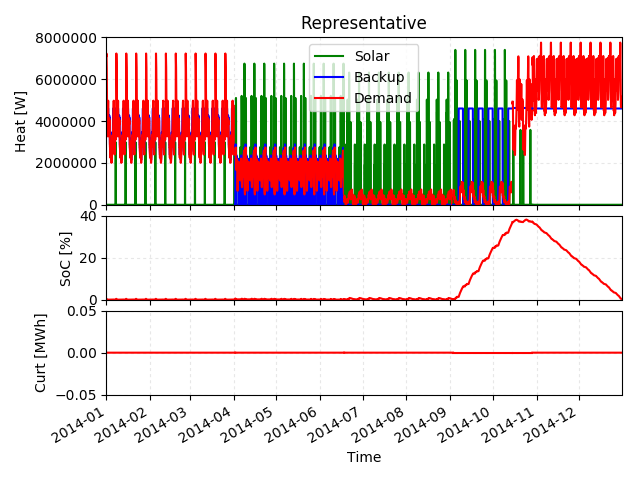 Representative
8000000
6000000
4000000
2000000
0
Heat [W]
Solar
Backup
Demand
40
20
0
SoC [%]
0.05
0.00
−0.05
Curt [MWh]
2014-01
2014-02
2014-03
2014-04
2014-05
2014-06
2014-07
2014-08
2014-09
2014-10
2014-11
2014-12
Time